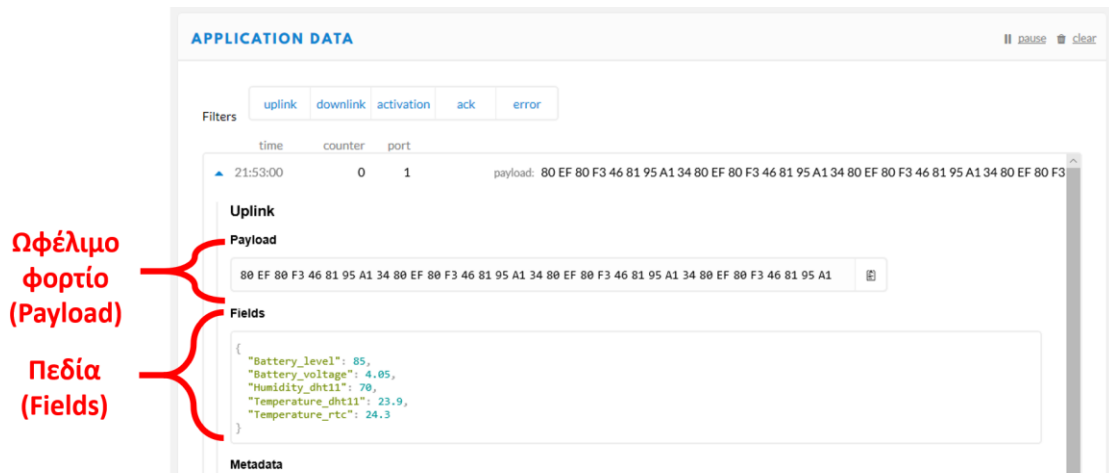 APPLICATION DATA
pause clear
Filters uplink downlink activation ack error
time counter port
21:53:00 0 1 payload: 80 EF 80 F3 46 81 95 A1 34 80 EF 80 F3 46 81 95 A1 34 80 EF 80 F3 46 81 95 A1 34 80 EF 80 F3
Uplink
Payload
80 EF 80 F3 46 81 95 A1 34 80 EF 80 F3 46 81 95 A1 34 80 EF 80 F3 46 81 95 A1 34 80 EF 80 F3 46 81 95 A1
Ωφέλιμο
φορτίο
(Payload)
Fields
{
"Battery_level": 85,
"Battery_voltage": 4.05,
"Humidity_dht11": 70,
"Temperature_dht11": 23.9,
"Temperature_rtc": 24.3
}
Πεδία
(Fields)
Metadata